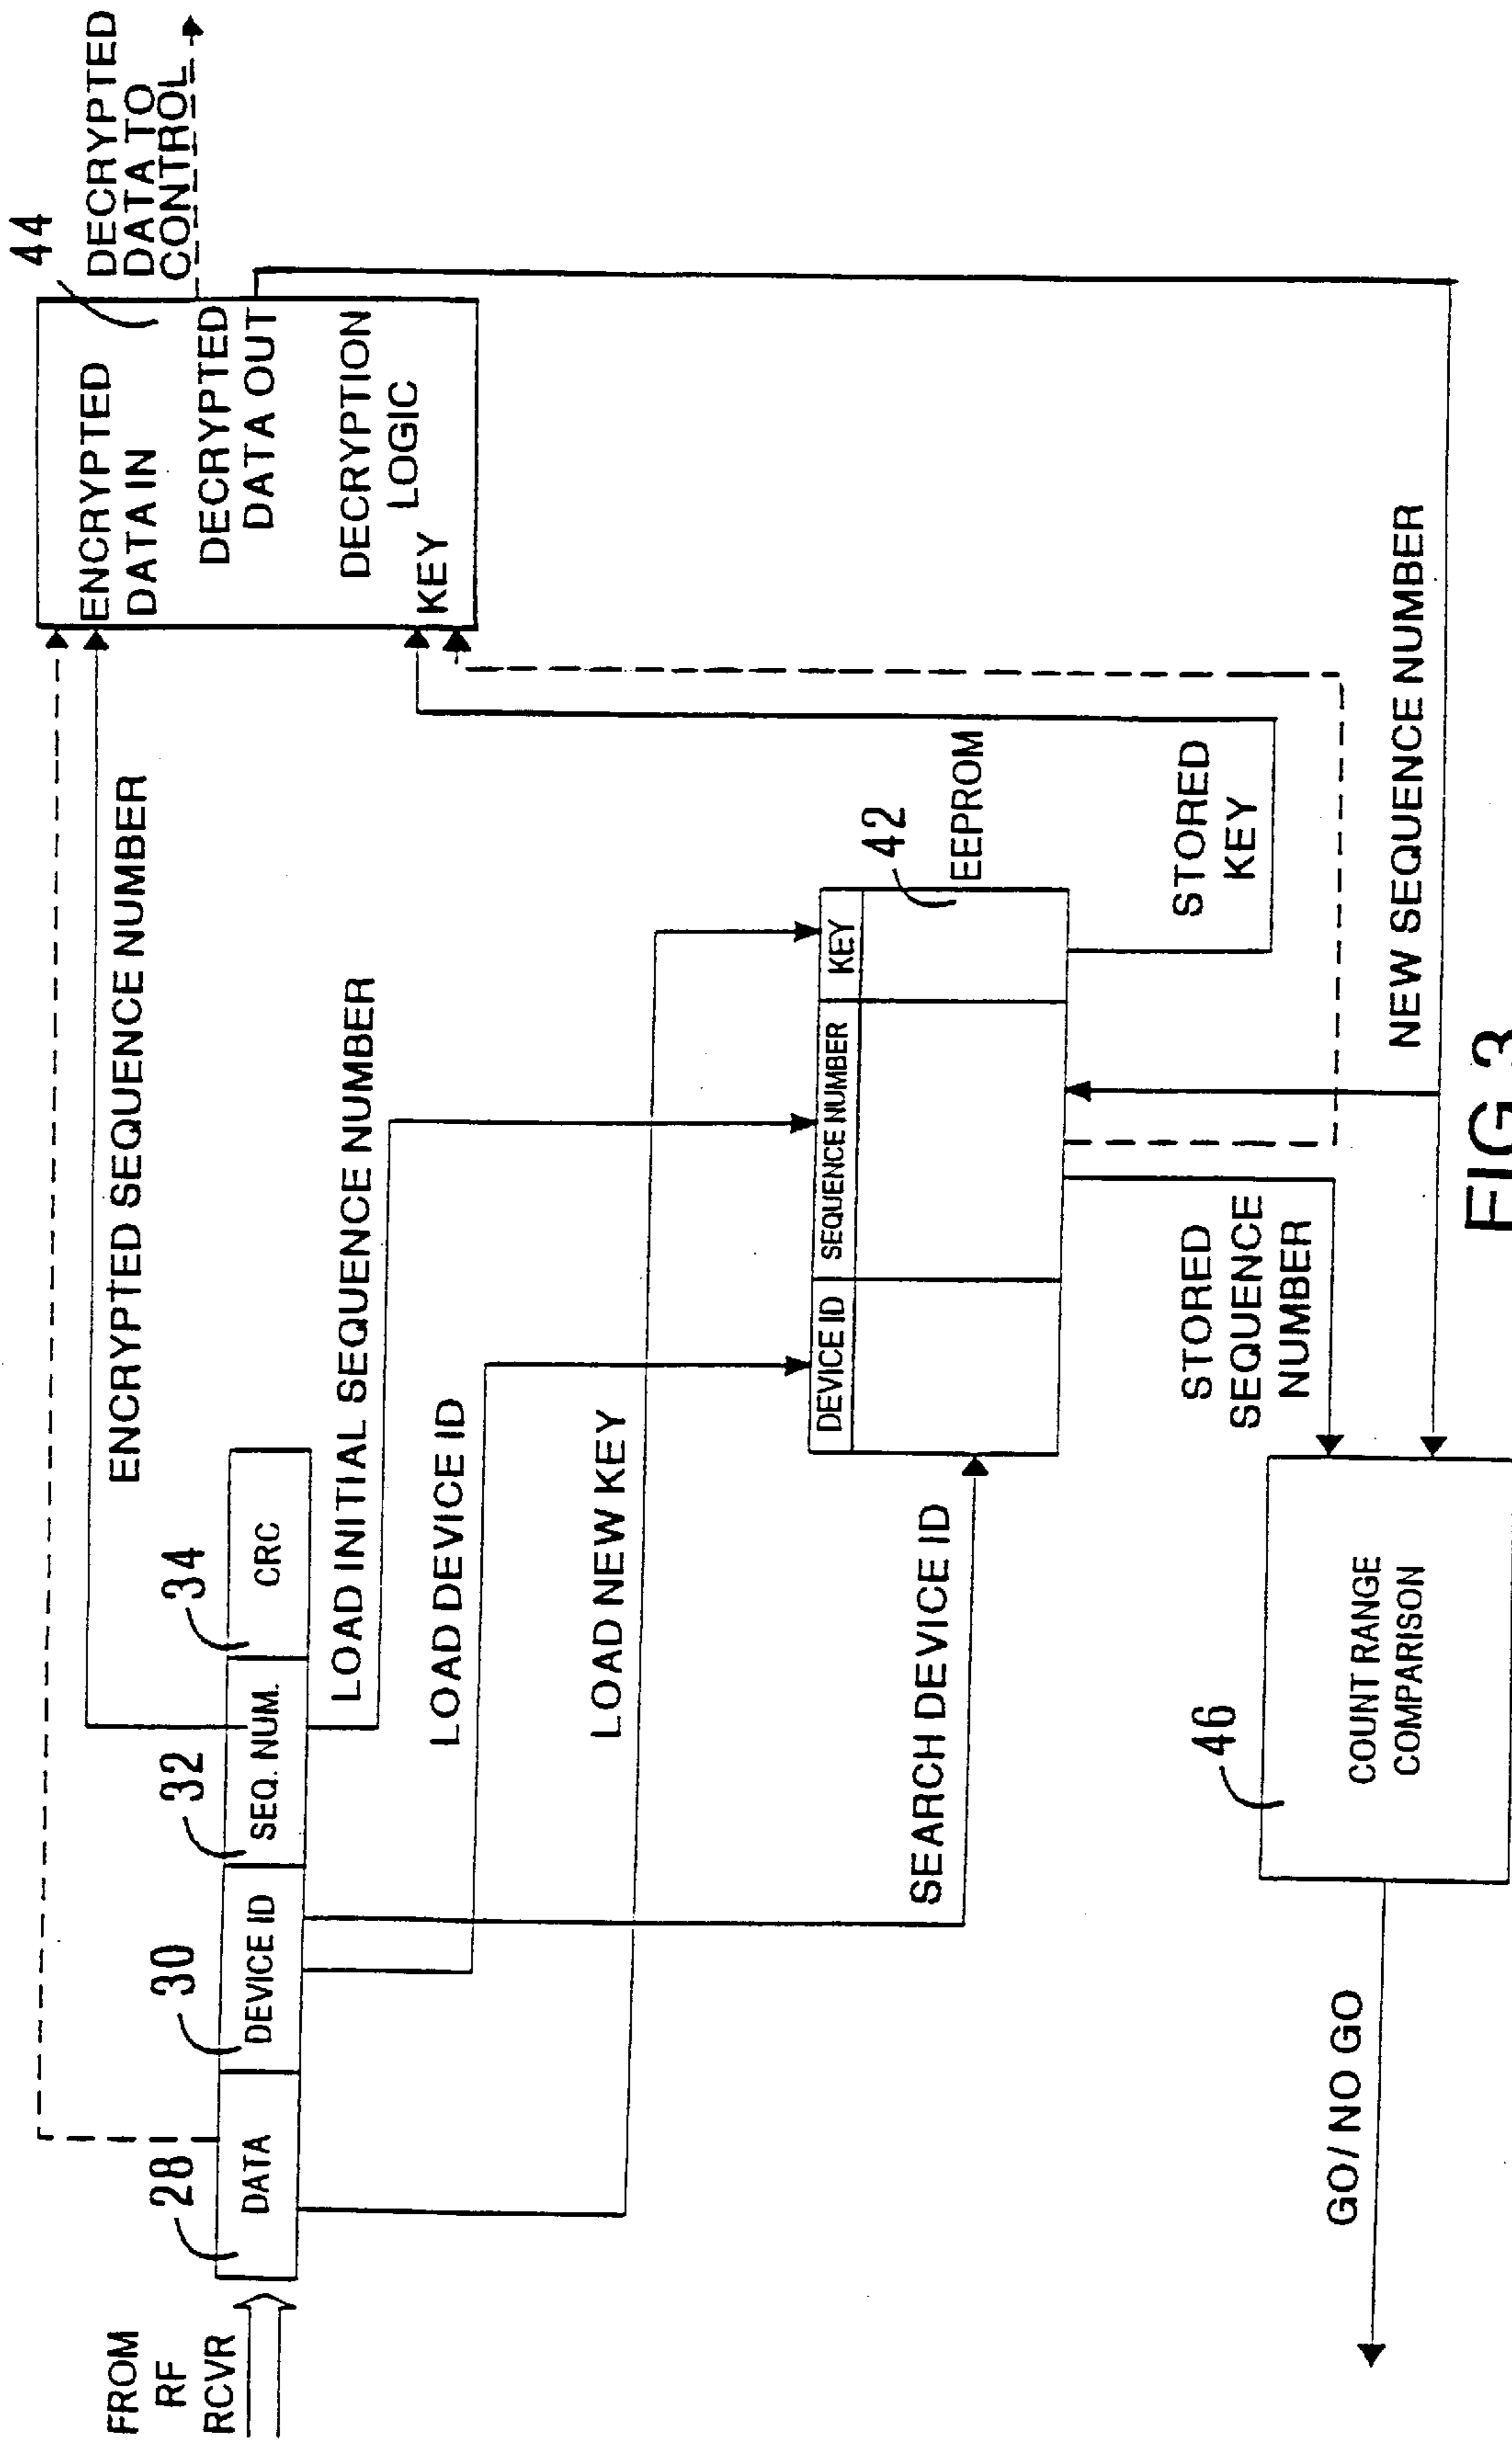 44
DECRYPTED
DATA TO
CONTROL
ENCRYPTED
DATA IN
DECRYPTED
DATA OUT
DECRYPTION
LOGIC
KEY
ENCRYPTED SEQUENCE NUMBER
FROM
RF
RCVR
28
30
32
34
DATA
DEVICE ID
SEQ. NUM.
CRC
LOAD INITIAL SEQUENCE NUMBER
LOAD DEVICE ID
LOAD NEW KEY
SEARCH DEVICE ID
DEVICE ID
SEQUENCE NUMBER
KEY
42
EEPROM
STORED
KEY
STORED
SEQUENCE
NUMBER
NEW SEQUENCE NUMBER
46
COUNT RANGE
COMPARISON
GO/NO GO
FIG. 3